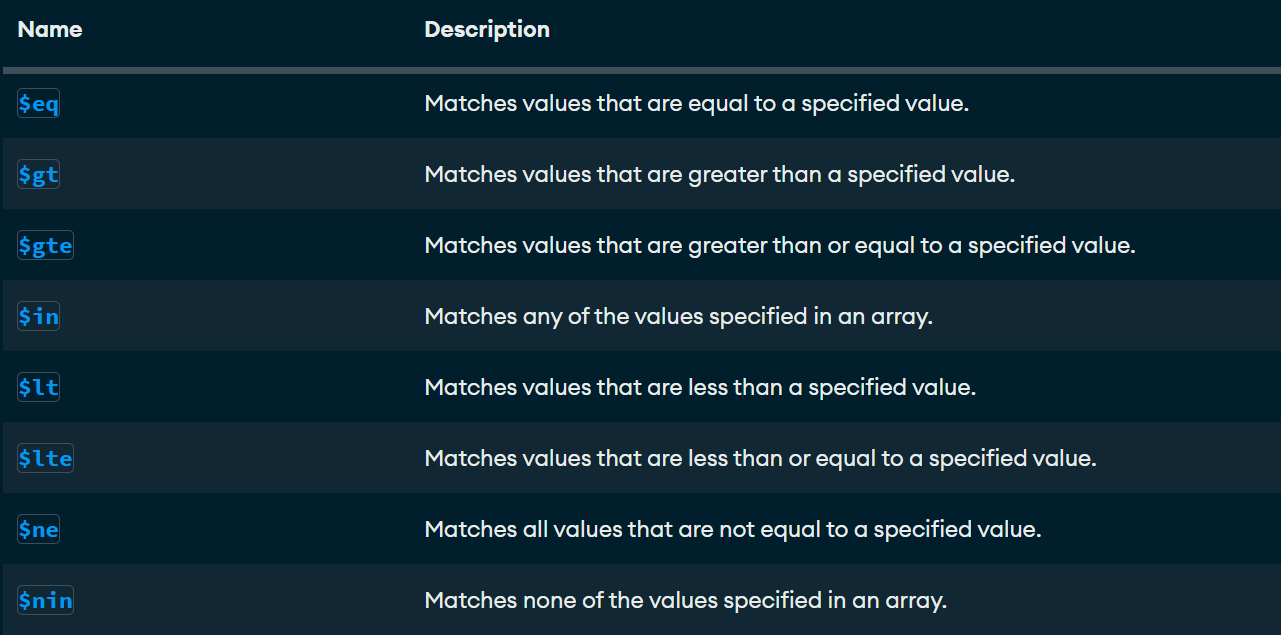 Name Description
$eq Matches values that are equal to a specified value.
$gt Matches values that are greater than a specified value.
$gte Matches values that are greater than or equal to a specified value.
$in Matches any of the values specified in an array.
$lt Matches values that are less than a specified value.
$lte Matches values that are less than or equal to a specified value.
$ne Matches all values that are not equal to a specified value.
$nin Matches none of the values specified in an array.